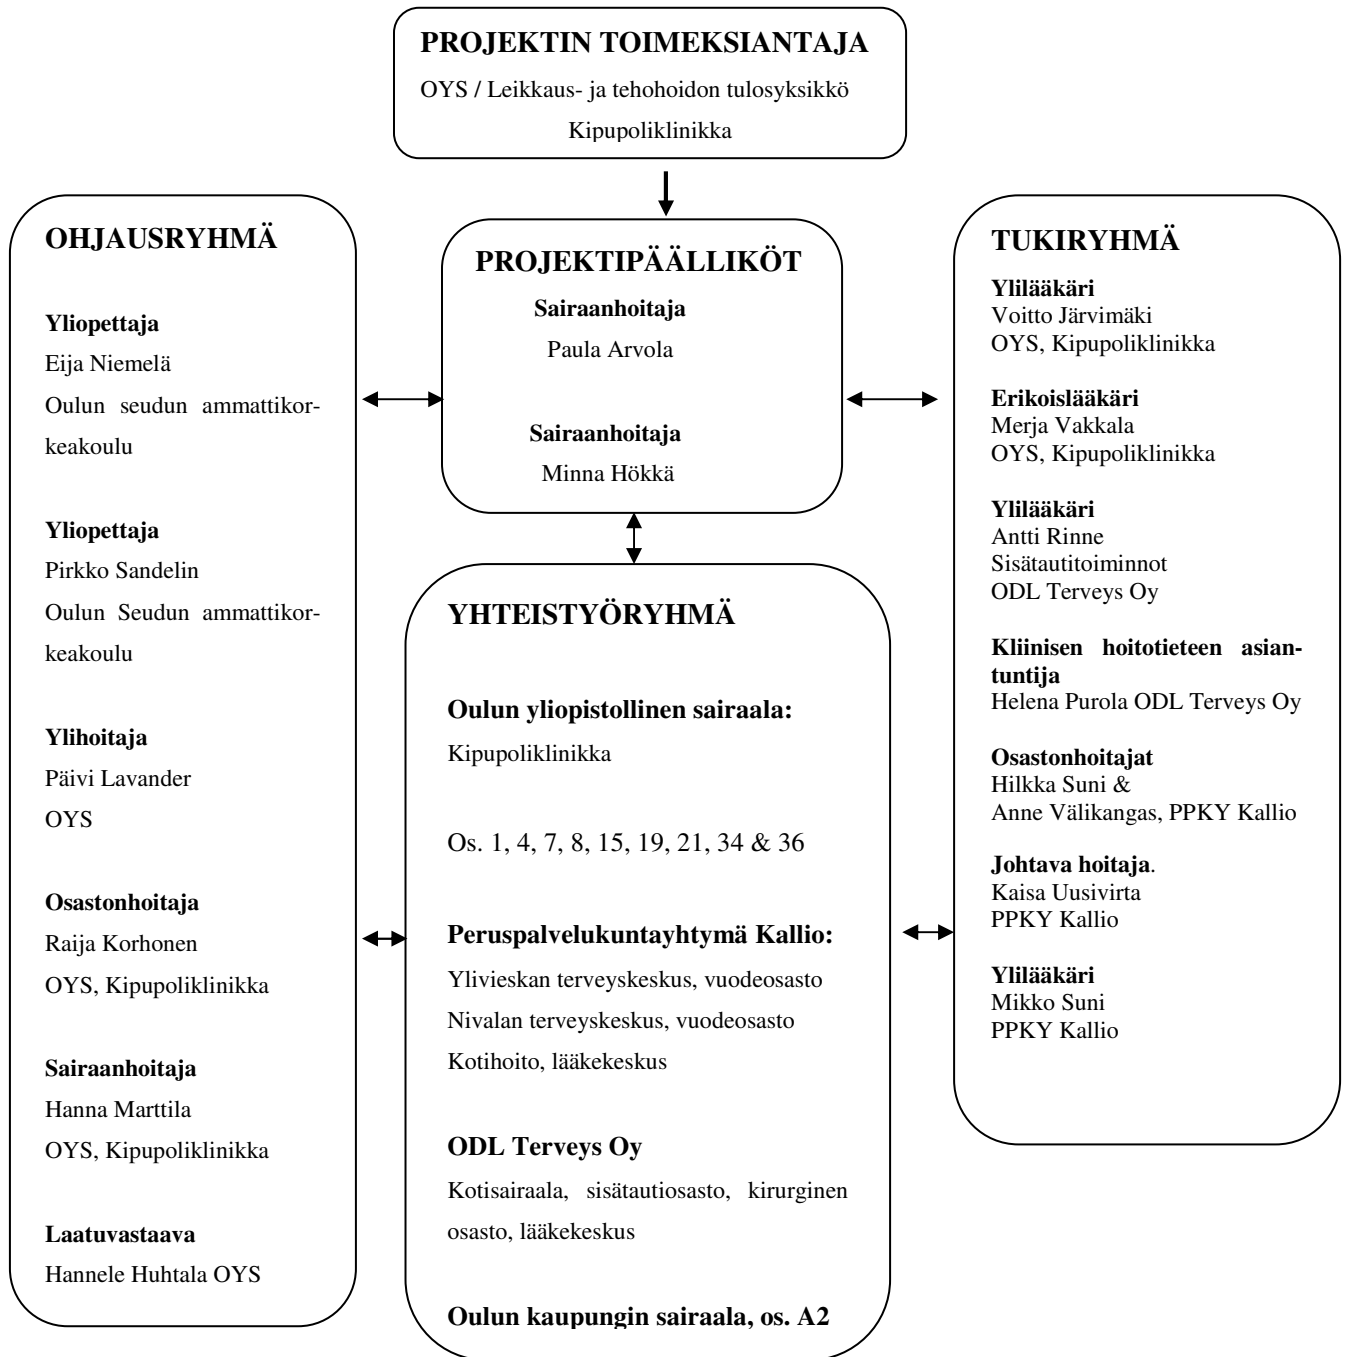 PROJEKTIN TOIMEKSIANTAJA
OYS / Leikkaus- ja tehohoidon tulosyksikkö
Kipupoliklinikka
OHJAUSRYHMÄ
Yliopettaja
Eija Niemelä
Oulun seudun ammattikor-
keakoulu
Yliopettaja
Pirkko Sandelin
Oulun Seudun ammattikor-
keakoulu
Ylihoitaja
Päivi Lavander
OYS
Osastonhoitaja
Raija Korhonen
OYS, Kipupoliklinikka
Sairaanhoitaja
Hanna Marttila
OYS, Kipupoliklinikka
Laatuvastaava
Hannele Huhtala OYS
PROJEKTIPÄÄLLIKÖT
Sairaanhoitaja
Paula Arvola
Sairaanhoitaja
Minna Hökkä
YHTEISTYÖRYHMÄ
Oulun yliopistollinen sairaala:
Kipupoliklinikka
Os. 1, 4, 7, 8, 15, 19, 21, 34 & 36
Peruspalvelukuntayhtymä Kallio:
Ylivieskan terveyskeskus, vuodeosasto
Nivalan terveyskeskus, vuodeosasto
Kotihoito, lääkekeskus
ODL Terveys Oy
Kotisairaala, sisätautiosasto, kirurginen
osasto, lääkekeskus
Oulun kaupungin sairaala, os. A2
TUKIRYHMÄ
Ylilääkäri
Voitto Järvimäki
OYS, Kipupoliklinikka
Erikoislääkäri
Merja Vakkala
OYS, Kipupoliklinikka
Ylilääkäri
Antti Rinne
Sisätautitoiminnot
ODL Terveys Oy
Kliinisen hoitotieteen asian-
tuntija
Helena Purola ODL Terveys Oy
Osastonhoitajat
Hilkka Suni &
Anne Välikangas, PPKY Kallio
Johtava hoitaja.
Kaisa Uusivirta
PPKY Kallio
Ylilääkäri
Mikko Suni
PPKY Kallio